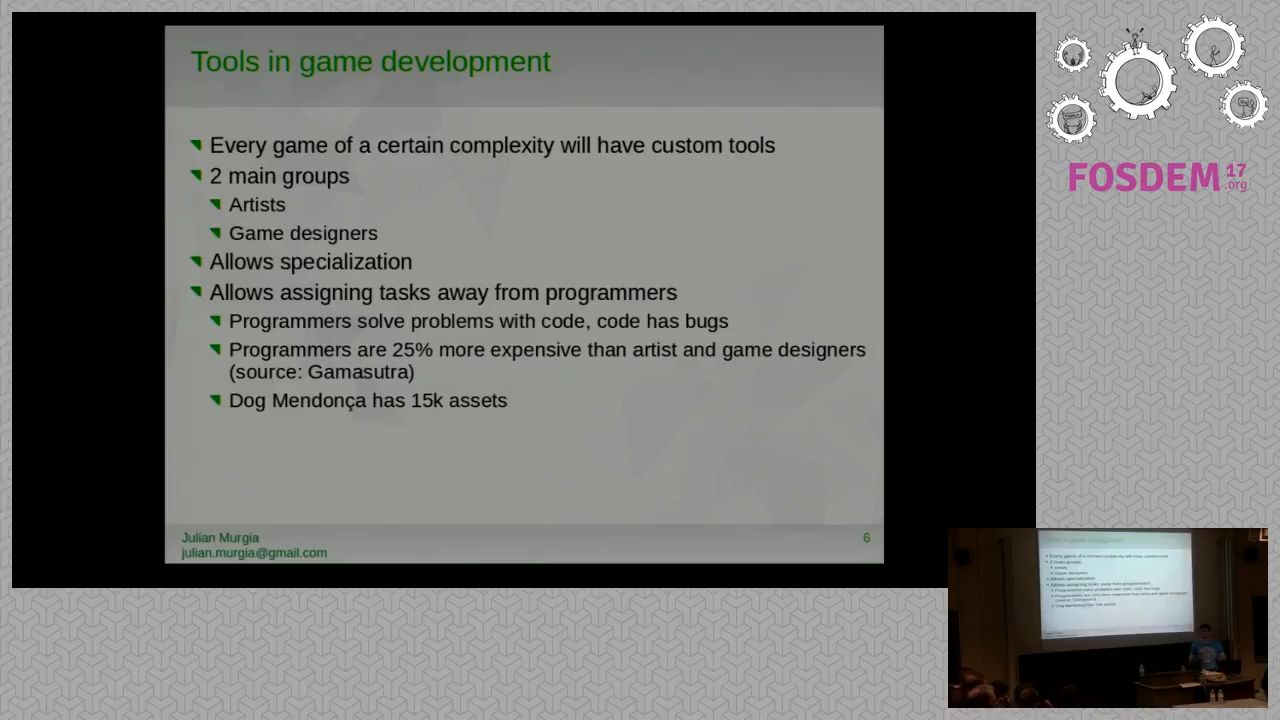 Tools in game development
Every game of a certain complexity will have custom tools
2 main groups
Artists
Game designers
Allows specialization
Allows assigning tasks away from programmers
Programmers solve problems with code, code has bugs
Programmers are 25% more expensive than artist and game designers
(source: Gamasutra)
Dog Mendonça has 15k assets
Julian Murgia
julian.murgia@gmail.com
6
FOSDEM 17
.org